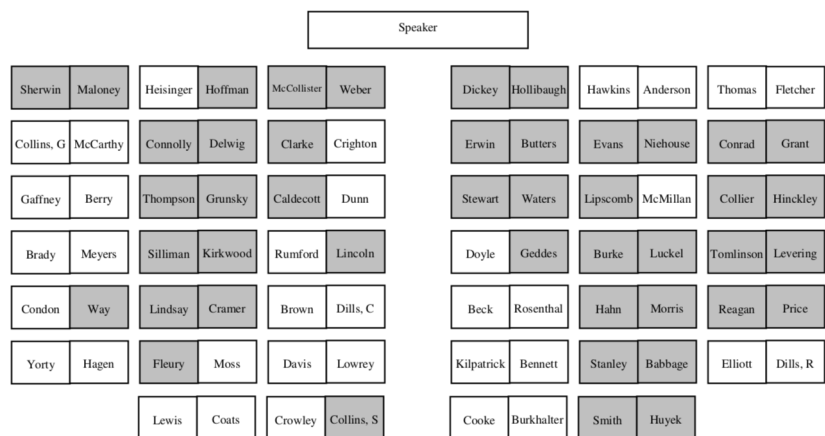 Speaker
Sherwin Maloney Heisinger Hoffman McCollister Weber Dickey Hollibaugh Hawkins Anderson Thomas Fletcher
Collins, G McCarthy Connolly Delwig Clarke Crighton Erwin Butters Evans Niehouse Conrad Grant
Gaffney Berry Thompson Grunsky Caldecott Dunn Stewart Waters Lipscomb McMillan Collier Hinckley
Brady Meyers Silliman Kirkwood Rumford Lincoln Doyle Geddes Burke Luckel Tomlinson Levering
Condon Way Lindsay Cramer Brown Dills, C Beck Rosenthal Hahn Morris Reagan Price
Yorty Hagen Fleury Moss Davis Lowrey Kilpatrick Bennett Stanley Babbage Elliott Dills, R
Lewis Coats Crowley Collins, S Cooke Burkhalter Smith Huyek